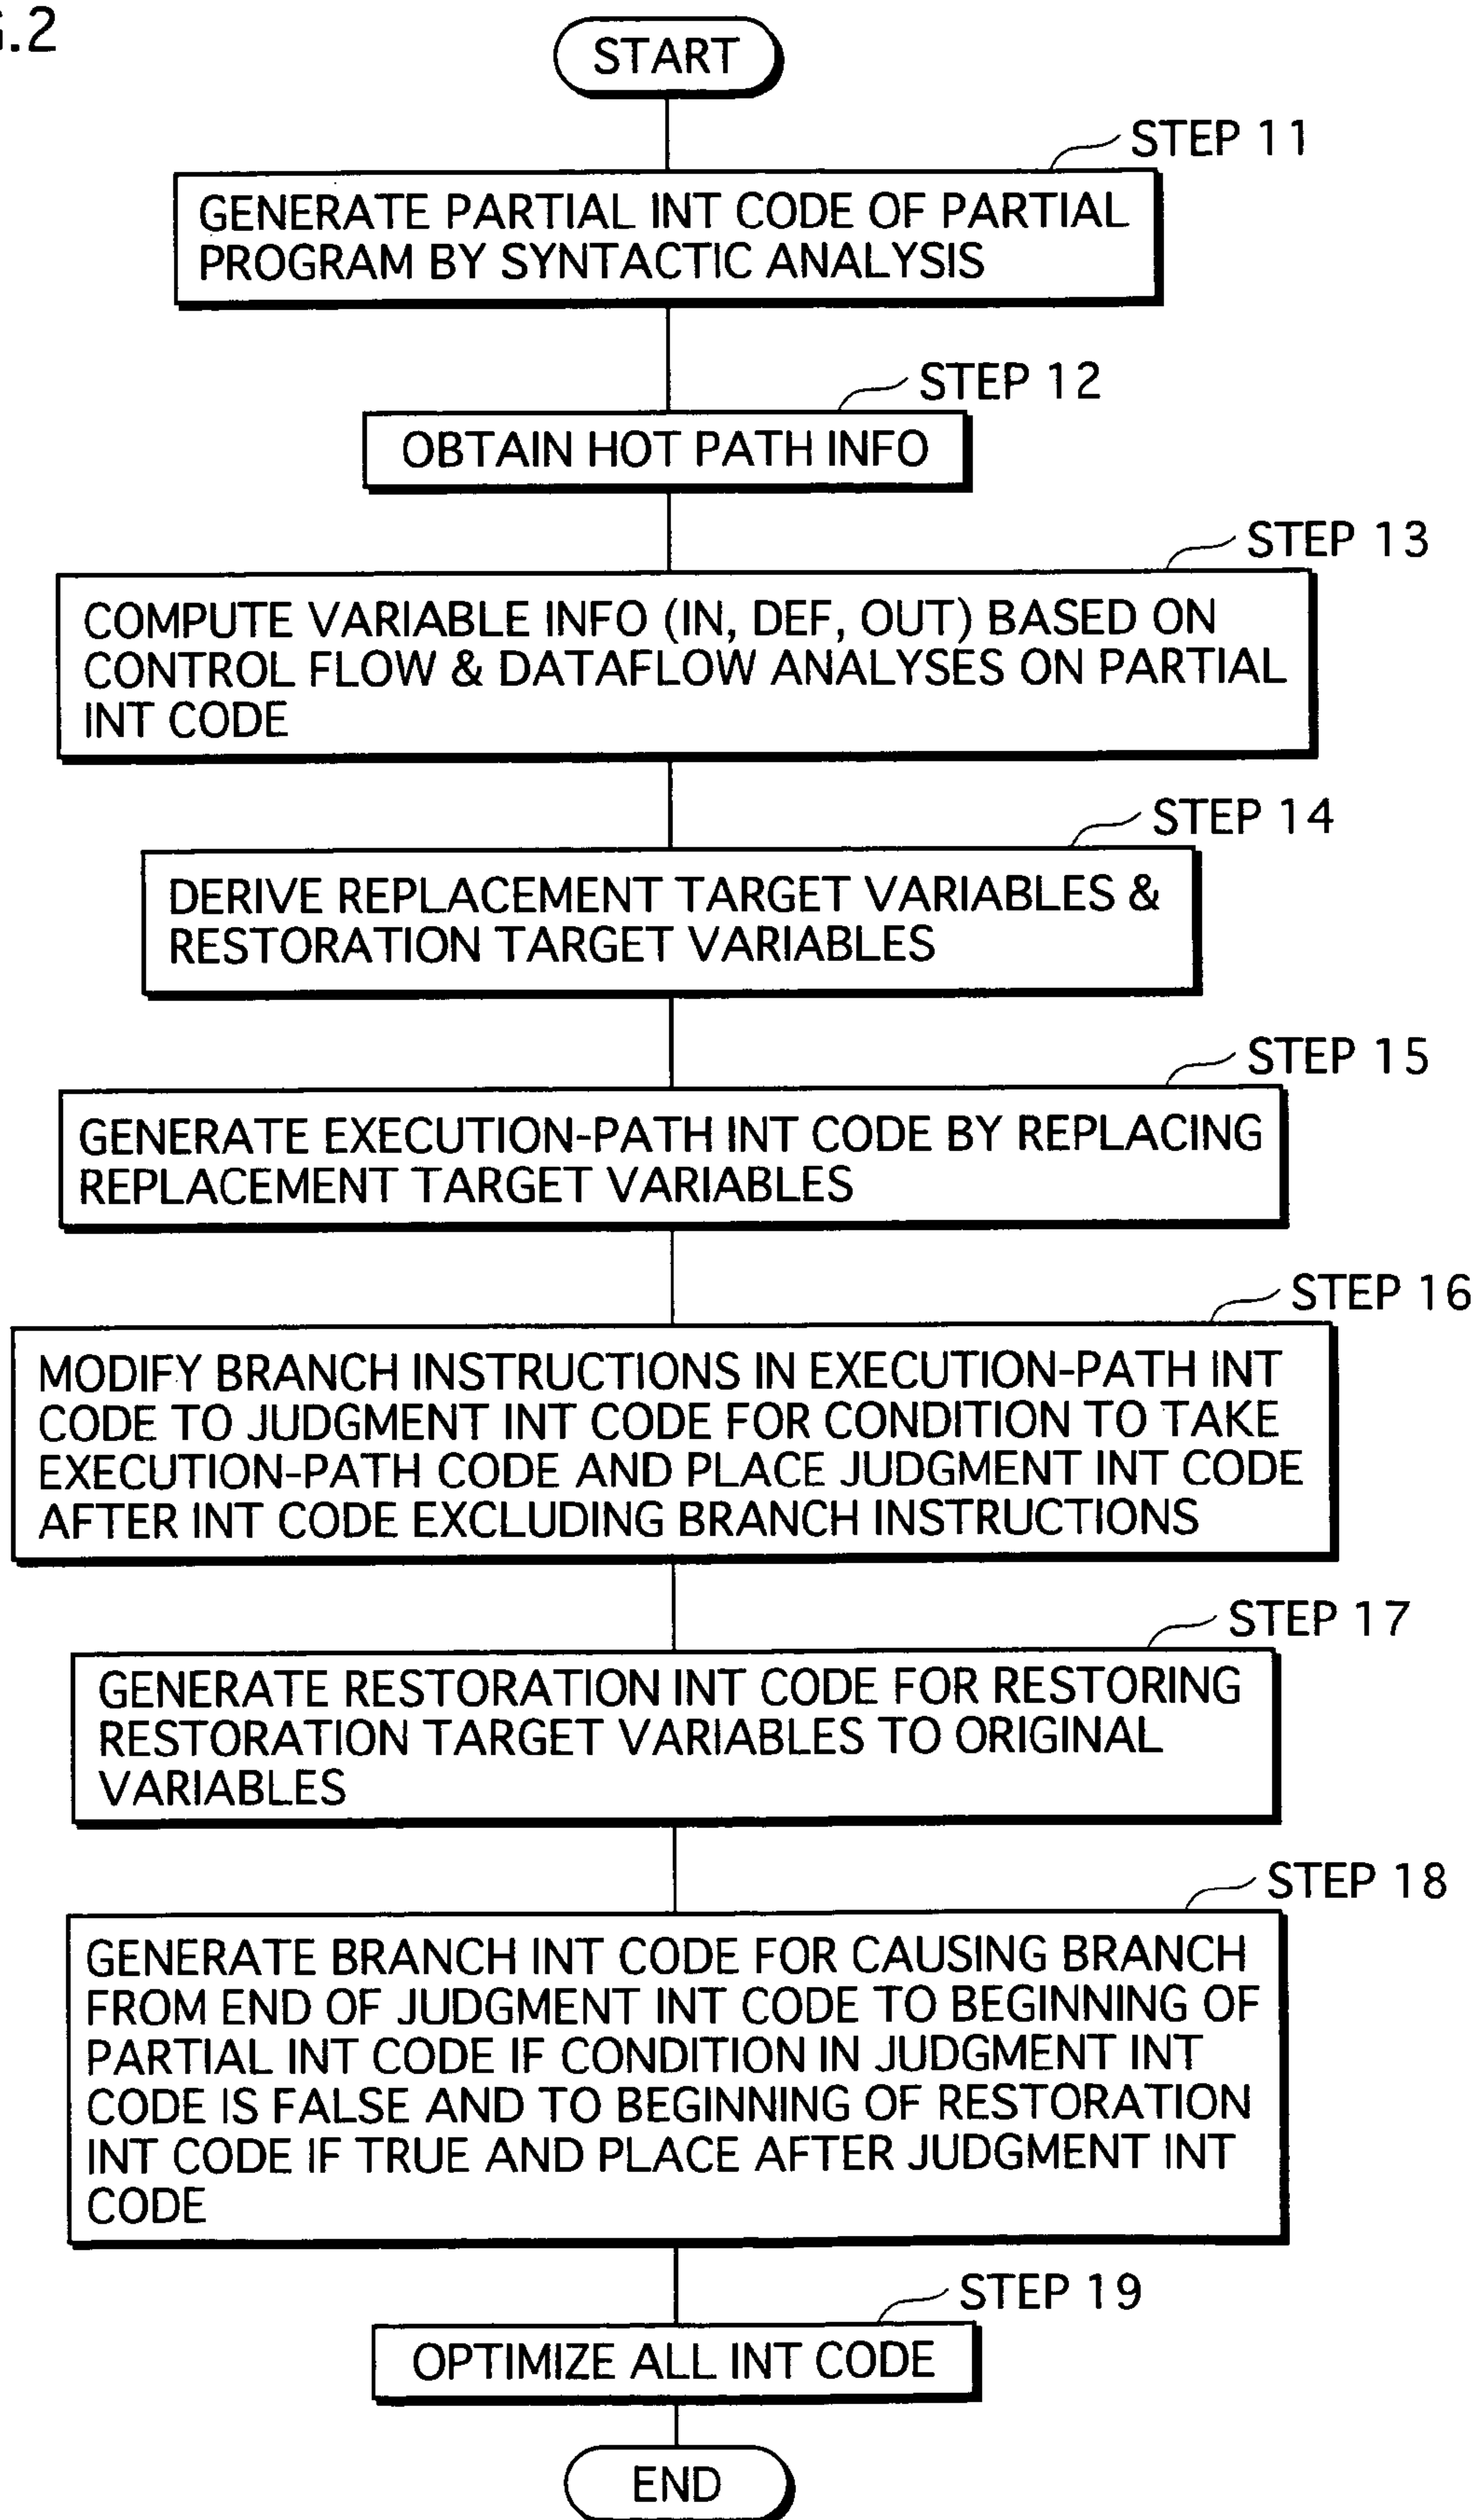 .2
START
STEP 11
GENERATE PARTIAL INT CODE OF PARTIAL
PROGRAM BY SYNTACTIC ANALYSIS
STEP 12
OBTAIN HOT PATH INFO
STEP 13
COMPUTE VARIABLE INFO (IN, DEF, OUT) BASED ON
CONTROL FLOW & DATAFLOW ANALYSES ON PARTIAL
INT CODE
STEP 14
DERIVE REPLACEMENT TARGET VARIABLES &
RESTORATION TARGET VARIABLES
STEP 15
GENERATE EXECUTION-PATH INT CODE BY REPLACING
REPLACEMENT TARGET VARIABLES
STEP 16
MODIFY BRANCH INSTRUCTIONS IN EXECUTION-PATH INT
CODE TO JUDGMENT INT CODE FOR CONDITION TO TAKE
EXECUTION-PATH CODE AND PLACE JUDGMENT INT CODE
AFTER INT CODE EXCLUDING BRANCH INSTRUCTIONS
STEP 17
GENERATE RESTORATION INT CODE FOR RESTORING
RESTORATION TARGET VARIABLES TO ORIGINAL
VARIABLES
STEP 18
GENERATE BRANCH INT CODE FOR CAUSING BRANCH
FROM END OF JUDGMENT INT CODE TO BEGINNING OF
PARTIAL INT CODE IF CONDITION IN JUDGMENT INT
CODE IS FALSE AND TO BEGINNING OF RESTORATION
INT CODE IF TRUE AND PLACE AFTER JUDGMENT INT
CODE
STEP 19
OPTIMIZE ALL INT CODE
END